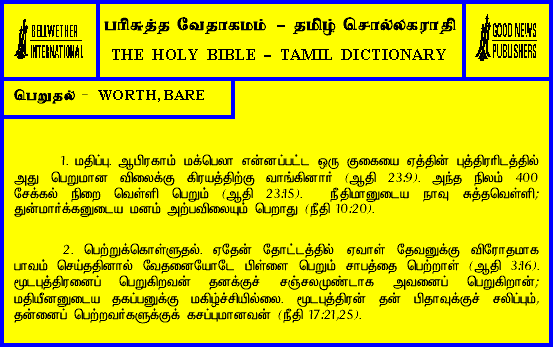 BELLWETHER
INTERNATIONAL
பரிசுத்த வேதாகமம் - தமிழ் சொல்லகராதி
THE HOLY BIBLE - TAMIL DICTIONARY
GOOD NEWS
PUBLISHERS
பெறுதல் - WORTH, BARE
1. மதிப்பு. ஆபிரகாம் மக்பெலா என்னப்பட்ட ஒரு குகையை ஏத்தின் புத்திரரிடத்தில்
அது பெறுமான விலைக்கு கிரயத்திற்கு வாங்கினார் (ஆதி 23:9). அந்த நிலம் 400
சேக்கல் நிறை வெள்ளி பெறும் (ஆதி 23:15). நீதிமானுடைய நாவு சுத்தவெள்ளி;
துன்மார்க்கனுடைய மனம் அற்பவிலையும் பெறாது (நீதி 10:20).
2. பெற்றுக்கொள்ளுதல். ஏதேன் தோட்டத்தில் ஏவாள் தேவனுக்கு விரோதமாக
பாவம் செய்ததினால் வேதனையோடே பிள்ளை பெறும் சாபத்தை பெற்றாள் (ஆதி 3:16).
மூடபுத்திரனைப் பெறுகிறவன் தனக்குச் சஞ்சலமுண்டாக அவனைப் பெறுகிறான்;
மதியீனனுடைய தகப்பனுக்கு மகிழ்ச்சியில்லை. மூடபுத்திரன் தன் பிதாவுக்குச் சலிப்பும்,
தன்னைப் பெற்றவர்களுக்குக் கசப்புமானவன் (நீதி 17:21,25).